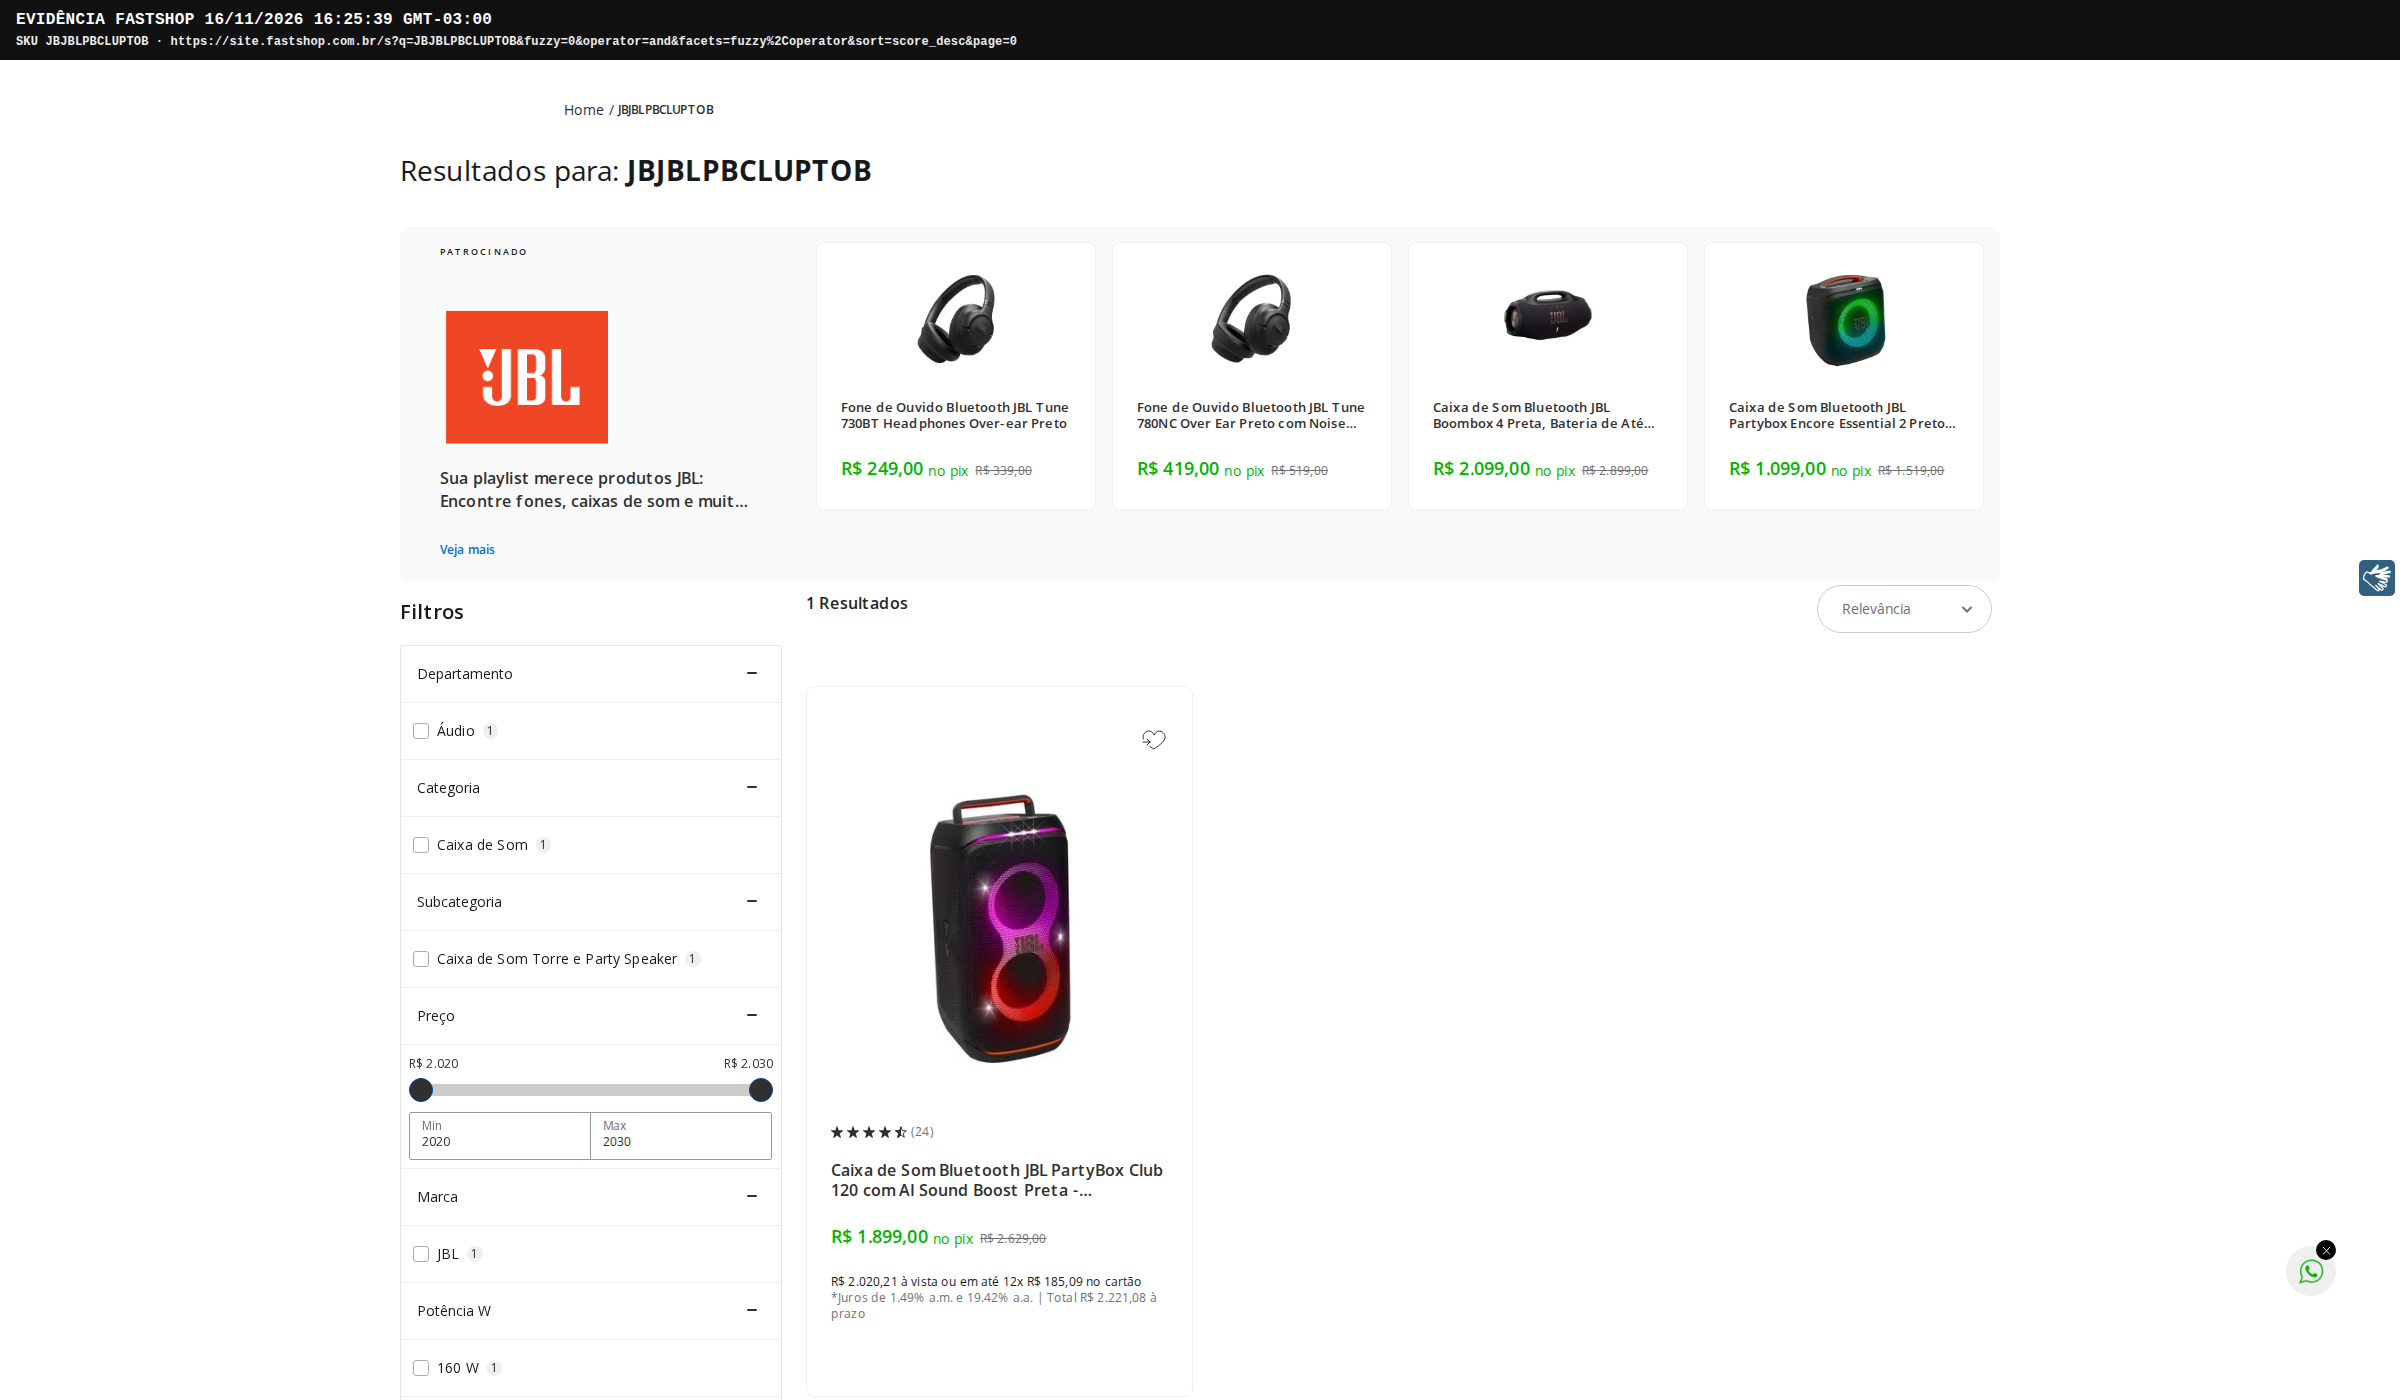 EVIDÊNCIA FASTSHOP 16/11/2026 16:25:39 GMT-03:00
SKU JBJBLPBCLUPTOB · https://site.fastshop.com.br/s?q=JBJBLPBCLUPTOB&fuzzy=0&operator=and&facets=fuzzy%2Coperator&sort=score_desc&page=0
Home / JBJBLPBCLUPTOB
Resultados para: JBJBLPBCLUPTOB
PATROCINADO
JBL
Sua playlist merece produtos JBL:
Encontre fones, caixas de som e muit...
Veja mais
Fone de Ouvido Bluetooth JBL Tune
730BT Headphones Over-ear Preto
R$ 249,00 no pix R$ 339,00
Fone de Ouvido Bluetooth JBL Tune
780NC Over Ear Preto com Noise...
R$ 419,00 no pix R$ 519,00
Caixa de Som Bluetooth JBL
Boombox 4 Preta, Bateria de Até...
R$ 2.099,00 no pix R$ 2.899,00
Caixa de Som Bluetooth JBL
Partybox Encore Essential 2 Preto...
R$ 1.099,00 no pix R$ 1.519,00
Filtros
Departamento
Áudio 1
Categoria
Caixa de Som 1
Subcategoria
Caixa de Som Torre e Party Speaker 1
Preço
R$ 2.020 R$ 2.030
Min Max
2020 2030
Marca
JBL 1
Potência W
160 W 1
1 Resultados
Relevância
JBL
(24)
Caixa de Som Bluetooth JBL PartyBox Club
120 com AI Sound Boost Preta -...
R$ 1.899,00 no pix R$ 2.629,00
R$ 2.020,21 à vista ou em até 12x R$ 185,09 no cartão
*Juros de 1.49% a.m. e 19.42% a.a. | Total R$ 2.221,08 à
prazo